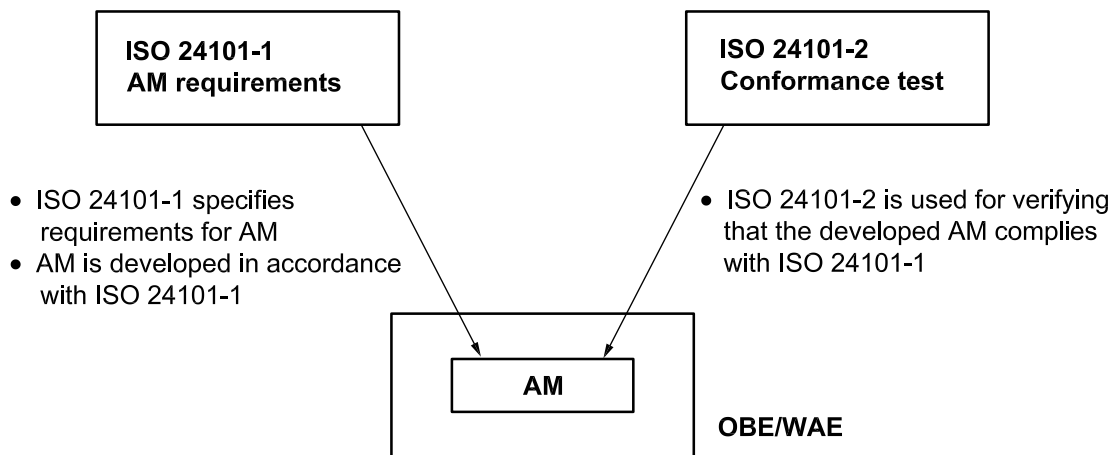 ISO 24101-1
AM requirements
ISO 24101-2
Conformance test
• ISO 24101-1 specifies
requirements for AM
• AM is developed in accordance
with ISO 24101-1
• ISO 24101-2 is used for verifying
that the developed AM complies
with ISO 24101-1
AM
OBE/WAE